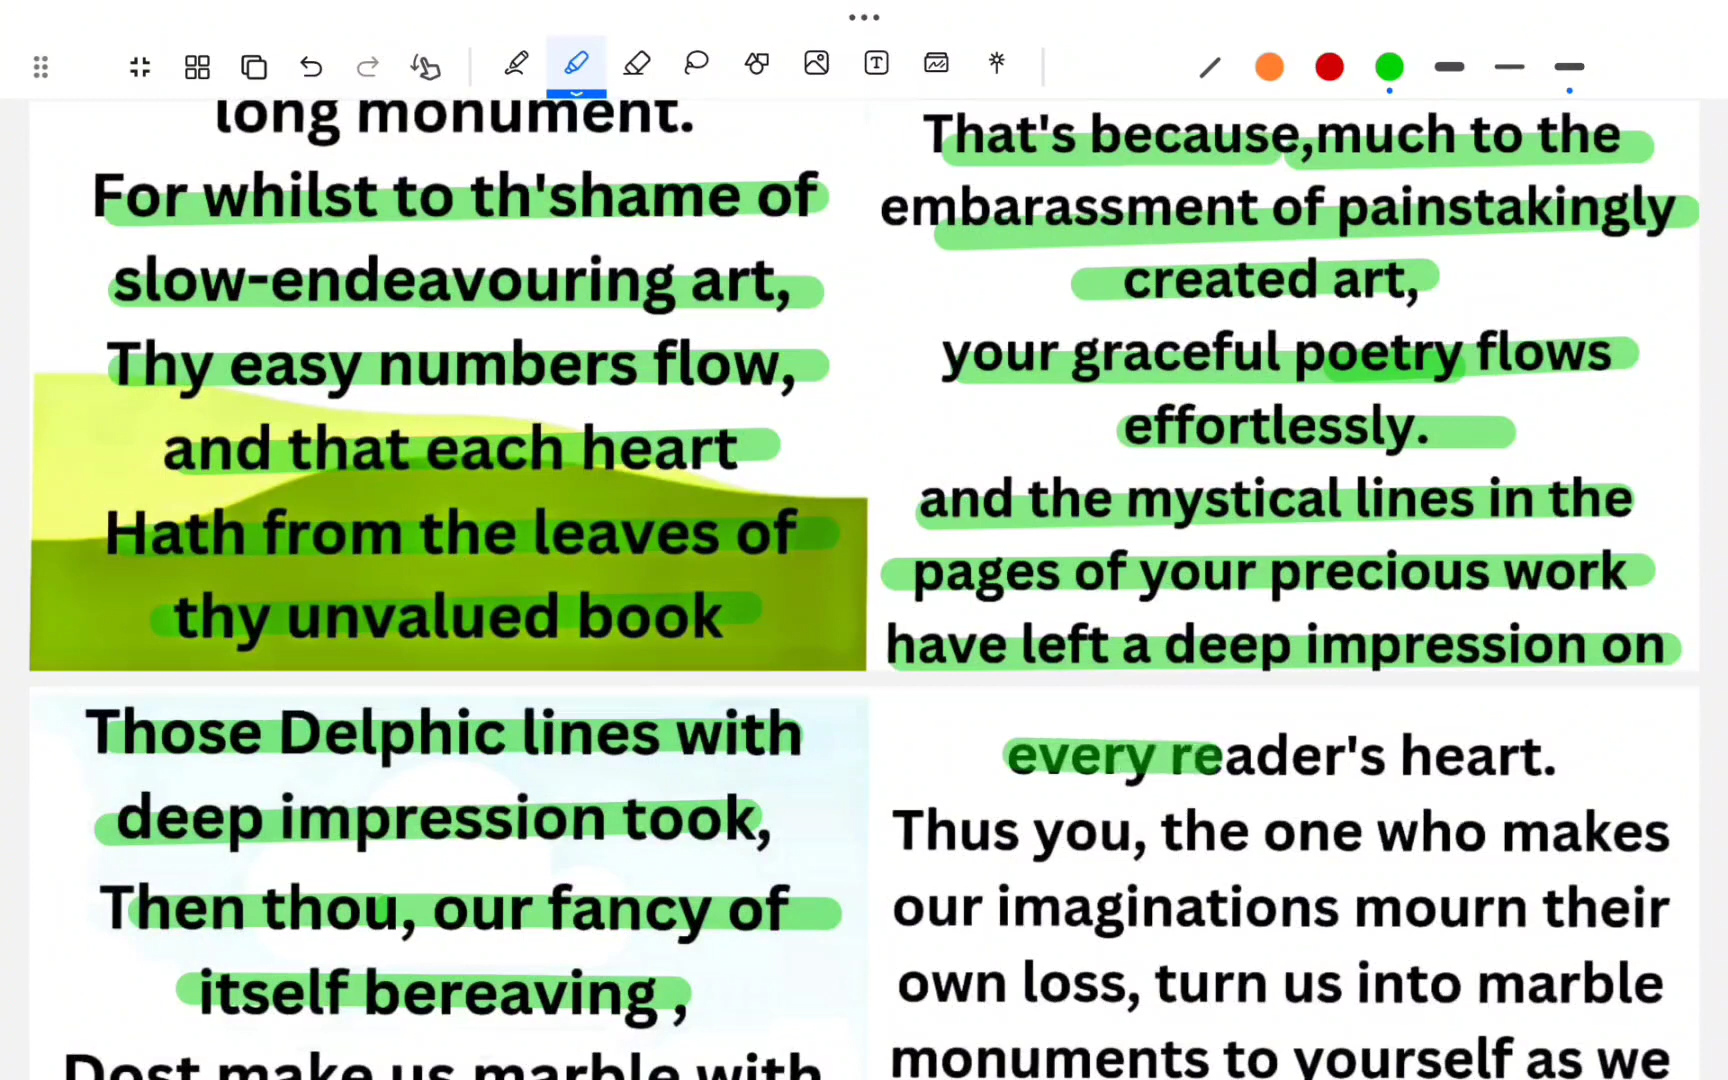 long monument.
For whilst to th'shame of
slow-endeavouring art,
Thy easy numbers flow,
and that each heart
Hath from the leaves of
thy unvalued book
That's because,much to the
embarassment of painstakingly
created art,
your graceful poetry flows
effortlessly.
and the mystical lines in the
pages of your precious work
have left a deep impression on
Those Delphic lines with
deep impression took,
Then thou, our fancy of
itself bereaving ,
Dost make us marble with
every reader's heart.
Thus you, the one who makes
our imaginations mourn their
own loss, turn us into marble
monuments to yourself as we